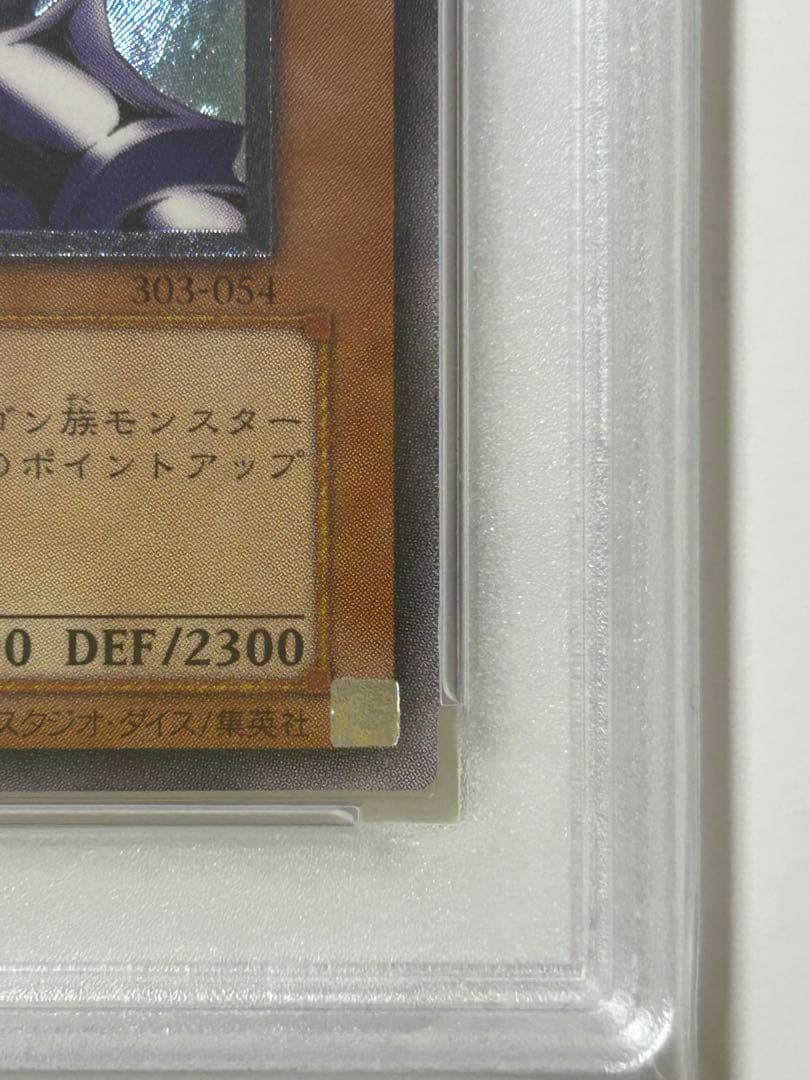 303-054
ゴン族モンスター
のポイントアップ
0 DEF/2300
スタジオ・ダイス/集英社